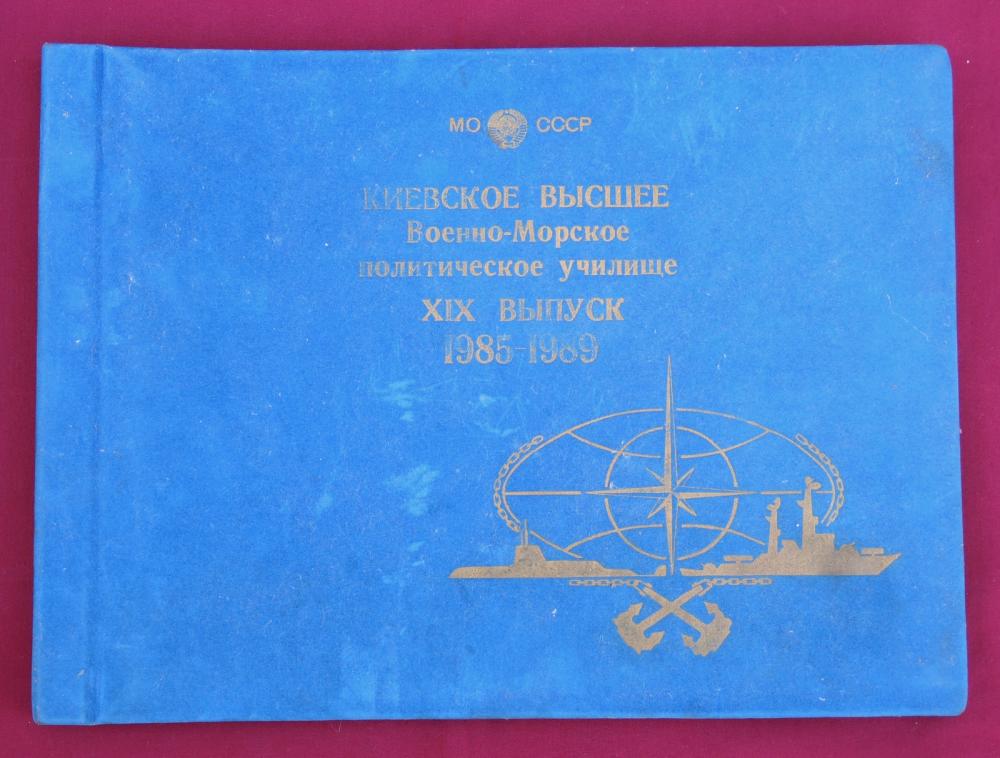 МО СССР
КИЕВСКОЕ ВЫСШЕЕ
Военно-Морское
политическое училище
XIX ВЫПУСК
1985-1989